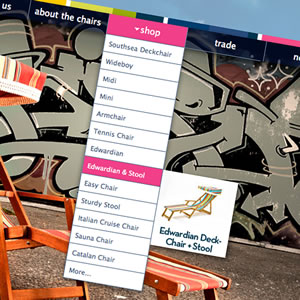 us
about the chairs
shop
trade
Southsea Deckchair
Wideboy
Midi
Mini
Armchair
Tennis Chair
Edwardian
Edwardian & Stool
Easy Chair
Sturdy Stool
Italian Cruise Chair
Sauna Chair
Catalan Chair
More...
Edwardian Deck-
Chair + Stool